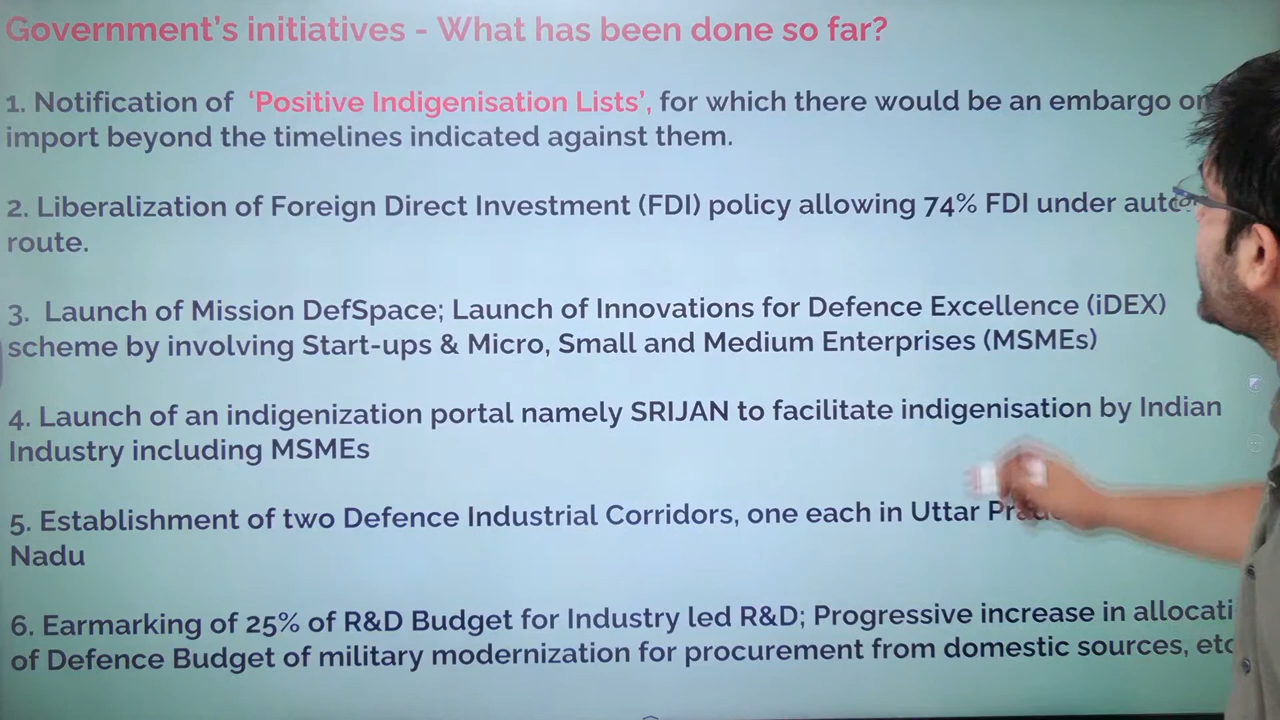 Government's initiatives - What has been done so far?
1. Notification of 'Positive Indigenisation Lists', for which there would be an embargo on
import beyond the timelines indicated against them.
2. Liberalization of Foreign Direct Investment (FDI) policy allowing 74% FDI under
route.
3. Launch of Mission DefSpace; Launch of Innovations for Defence Excellence (iDEX)
scheme by involving Start-ups & Micro, Small and Medium Enterprises (MSMEs)
4. Launch of an indigenization portal namely SRIJAN to facilitate indigenisation by Indian
Industry including MSMEs
5. Establishment of two Defence Industrial Corridors, one each in Uttar
Nadu
6. Earmarking of 25% of R&D Budget for Industry led R&D; Progressive increase in
of Defence Budget of military modernization for procurement from domestic sources, etc